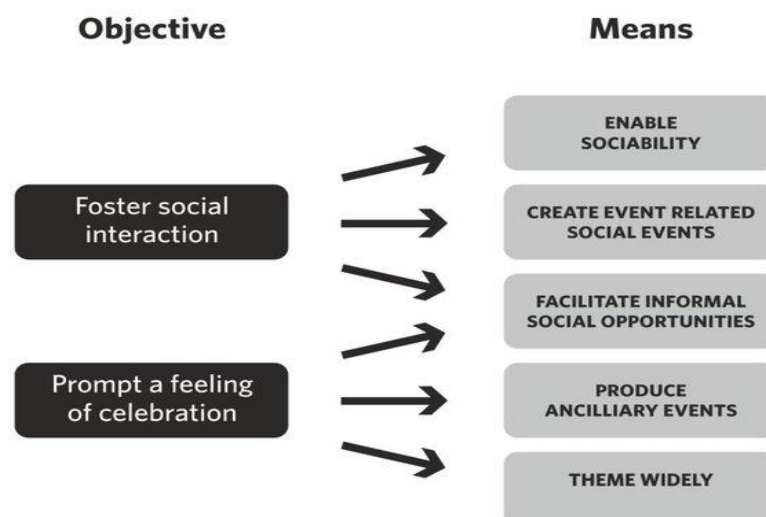 Objective
Means
Foster social
interaction
Prompt a feeling
of celebration
ENABLE
SOCIABILITY
CREATE EVENT RELATED
SOCIAL EVENTS
FACILITATE INFORMAL
SOCIAL OPPORTUNITIES
PRODUCE
ANCILLIARY EVENTS
THEME WIDELY